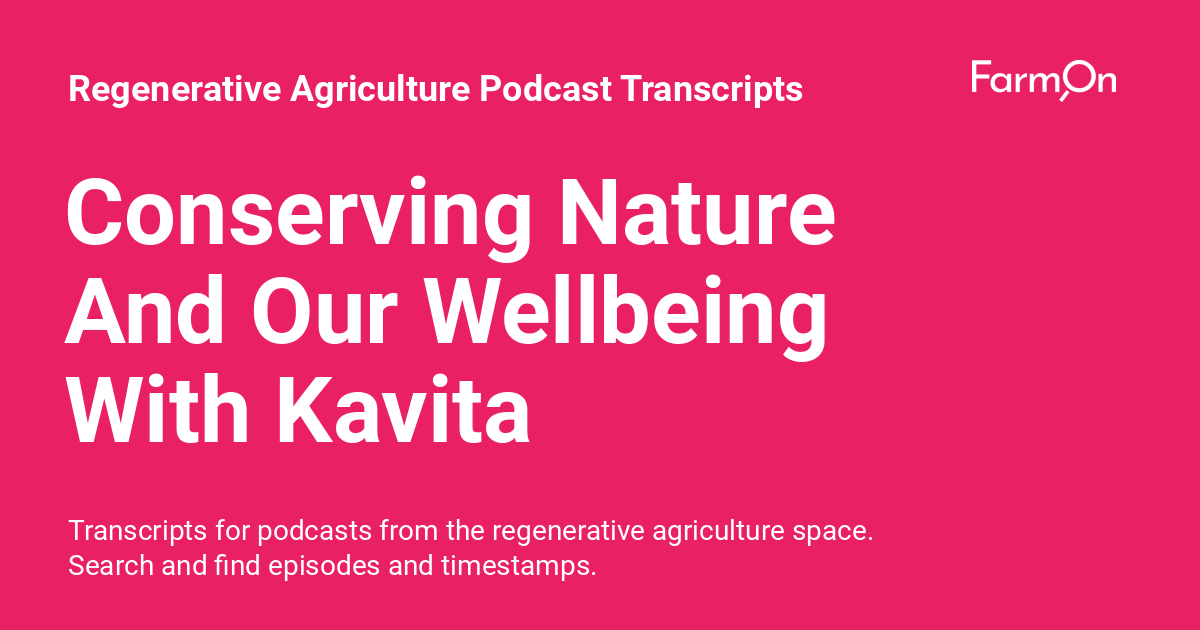 Regenerative Agriculture Podcast Transcripts
FarmOn
Conserving Nature
And Our Wellbeing
With Kavita
Transcripts for podcasts from the regenerative agriculture space.
Search and find episodes and timestamps.